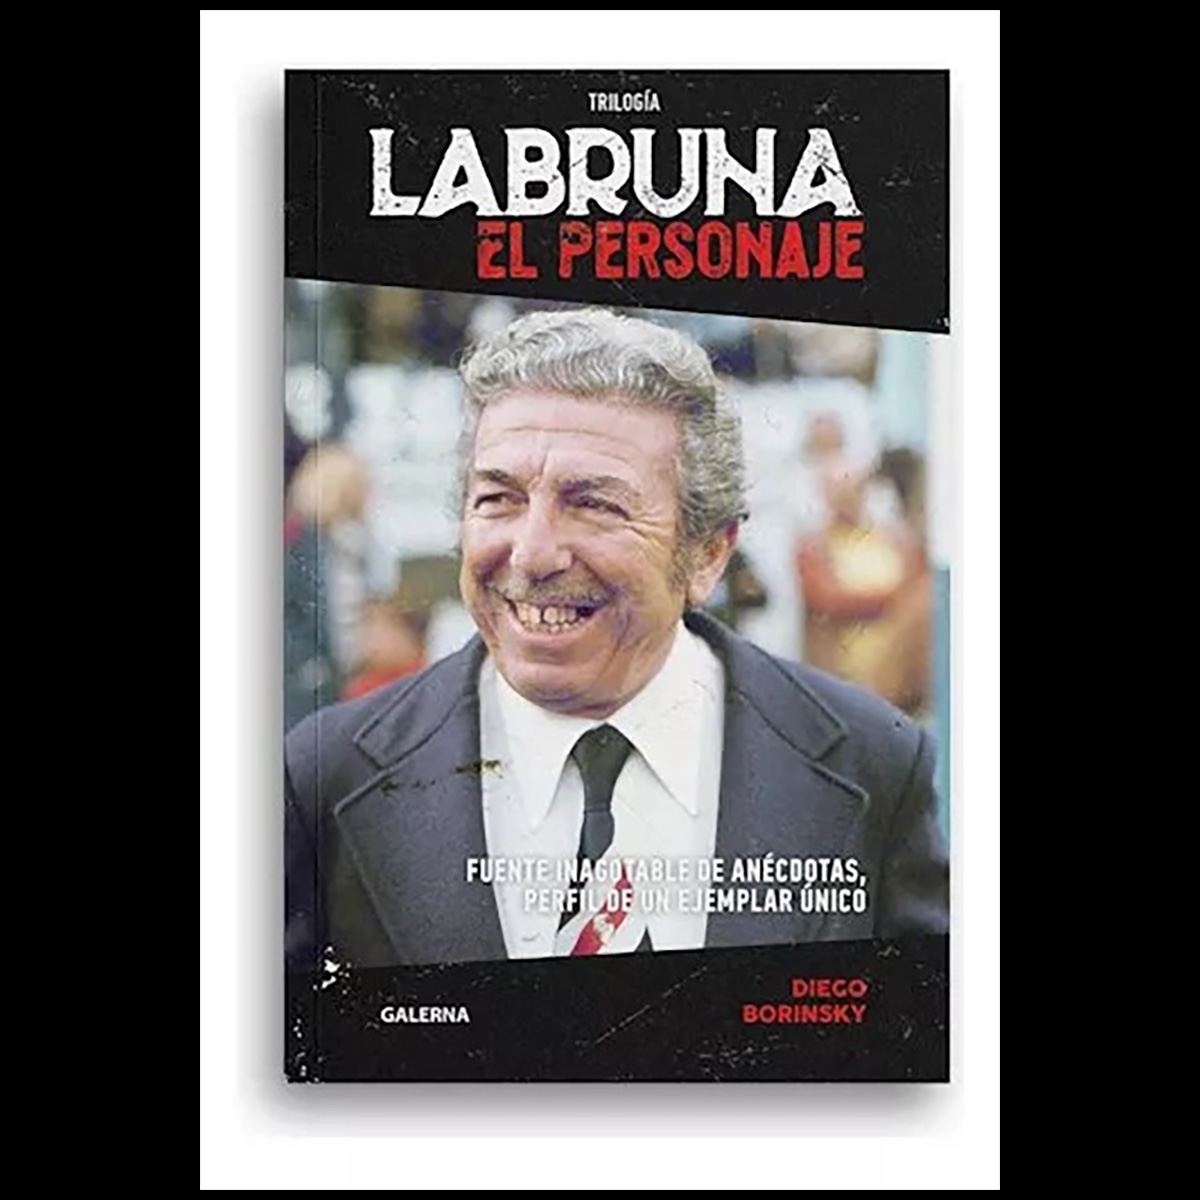 TRILOGÍA
LABRUNA
EL PERSONAJE
FUENTE INAGOTABLE DE ANÉCDOTAS,
PERFIL DE UN EJEMPLAR ÚNICO
DIEGO
BORINSKY
GALERNA